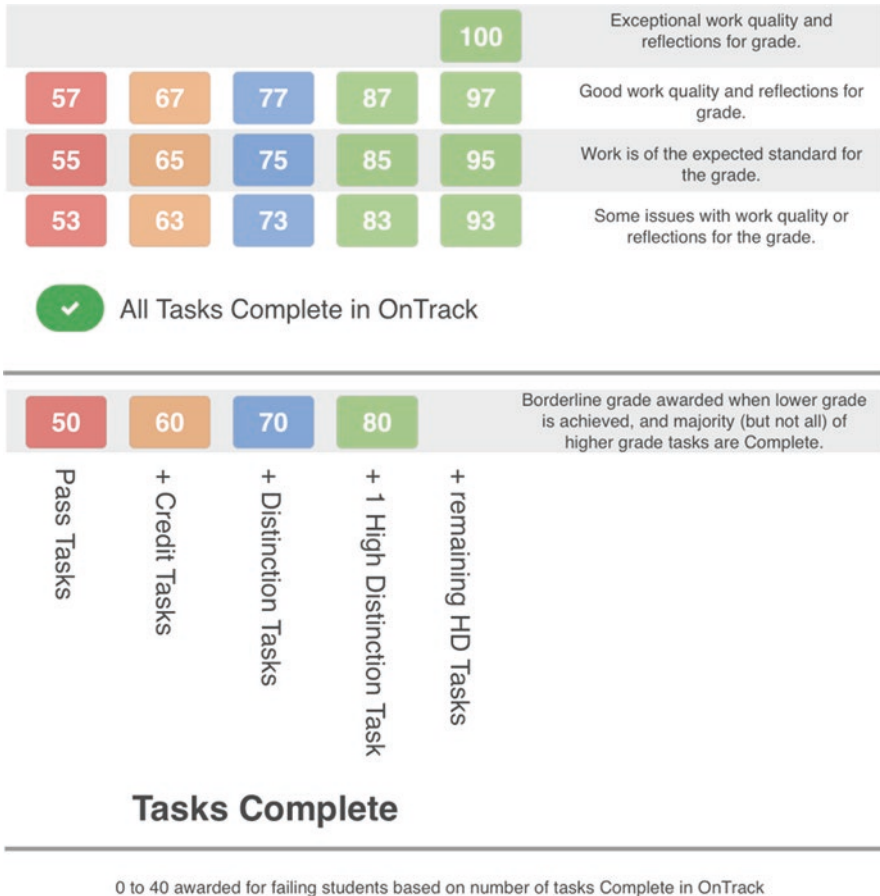 100
Exceptional work quality and
reflections for grade.
57 67 77 87 97
Good work quality and reflections for
grade.
55 65 75 85 95
Work is of the expected standard for
the grade.
53 63 73 83 93
Some issues with work quality or
reflections for the grade.
All Tasks Complete in OnTrack
50 60 70 80
Borderline grade awarded when lower grade
is achieved, and majority (but not all) of
higher grade tasks are Complete.
Pass Tasks
+ Credit Tasks
+ Distinction Tasks
+ 1 High Distinction Task
+ remaining HD Tasks
Tasks Complete
0 to 40 awarded for failing students based on number of tasks Complete in OnTrack